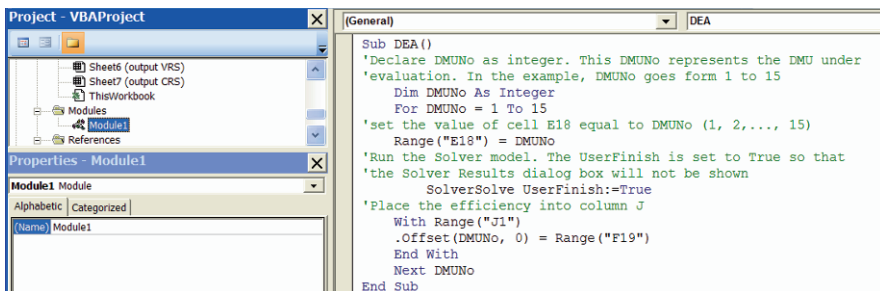 Project - VBAProject
Sheet6 (output VRS)
Sheet7 (output CRS)
ThisWorkbook
Modules
Module1
References
Properties - Module1
Module1 Module
Alphabetic Categorized
(Name) Module1
(General) DEA
Sub DEA()
'Declare DMUNo as integer. This DMUNo represents the DMU under
'evaluation. In the example, DMUNo goes form 1 to 15
Dim DMUNo As Integer
For DMUNo = 1 To 15
'set the value of cell E18 equal to DMUNo (1, 2,..., 15)
Range("E18") = DMUNo
'Run the Solver model. The UserFinish is set to True so that
'the Solver Results dialog box will not be shown
SolverSolve UserFinish:=True
'Place the efficiency into column J
With Range("J1")
.Offset(DMUNo, 0) = Range("F19")
End With
Next DMUNo
End Sub